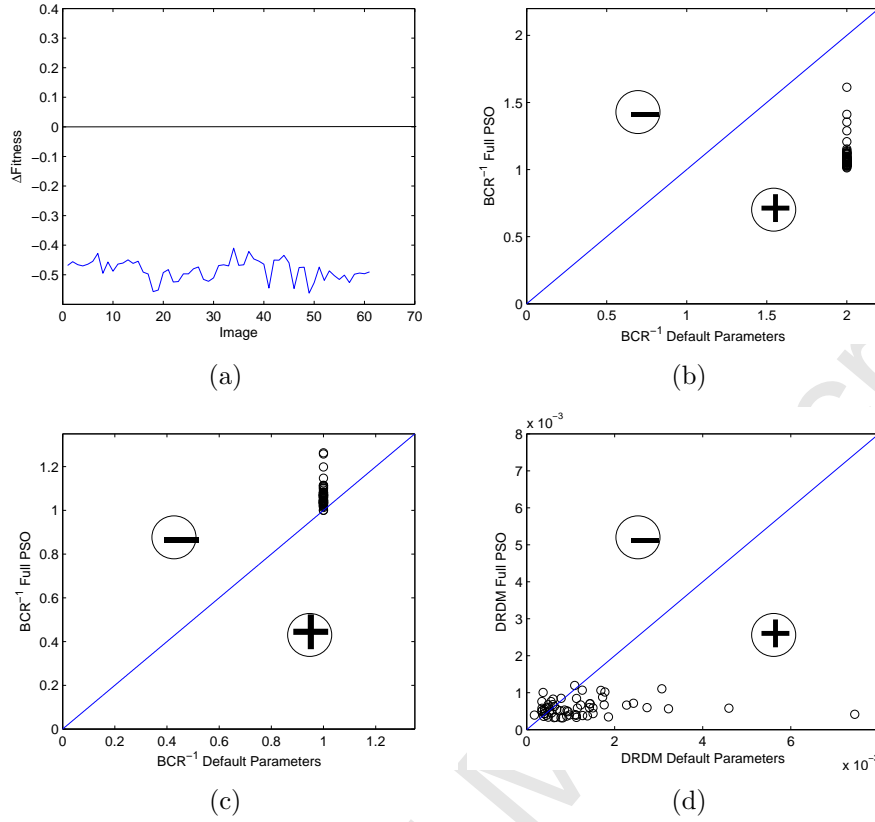 0.4
0.3
0.2
0.1
0
−0.1
−0.2
−0.3
−0.4
−0.5
ΔFitness
0 10 20 30 40 50 60 70
Image
(a)
2
1.5
1
0.5
0
BCR⁻¹ Full PSO
0.5 1 1.5 2
BCR⁻¹ Default Parameters
(b)
1.2
1
0.8
0.6
0.4
0.2
0
BCR⁻¹ Full PSO
0 0.2 0.4 0.6 0.8 1 1.2
BCR⁻¹ Default Parameters
(c)
x 10⁻³
8
7
6
5
4
3
2
1
0
DRDM Full PSO
2 4 6
DRDM Default Parameters
x 10⁻³
(d)